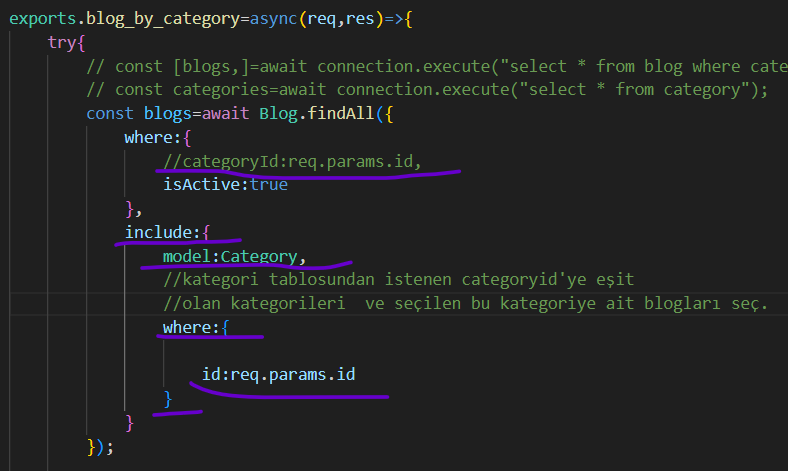 exports.blog_by_category=async(req,res)=>{
try{
// const [blogs,]=await connection.execute("select * from blog where cate
// const categories=await connection.execute("select * from category");
const blogs=await Blog.findAll({
where:{
//categoryId:req.params.id,
isActive:true
},
include:{
model:Category,
//kategori tablosundan istenen categoryid'ye eşit
//olan kategorileri  ve seçilen bu kategoriye ait blogları seç.
where:{
id:req.params.id
}
}
});